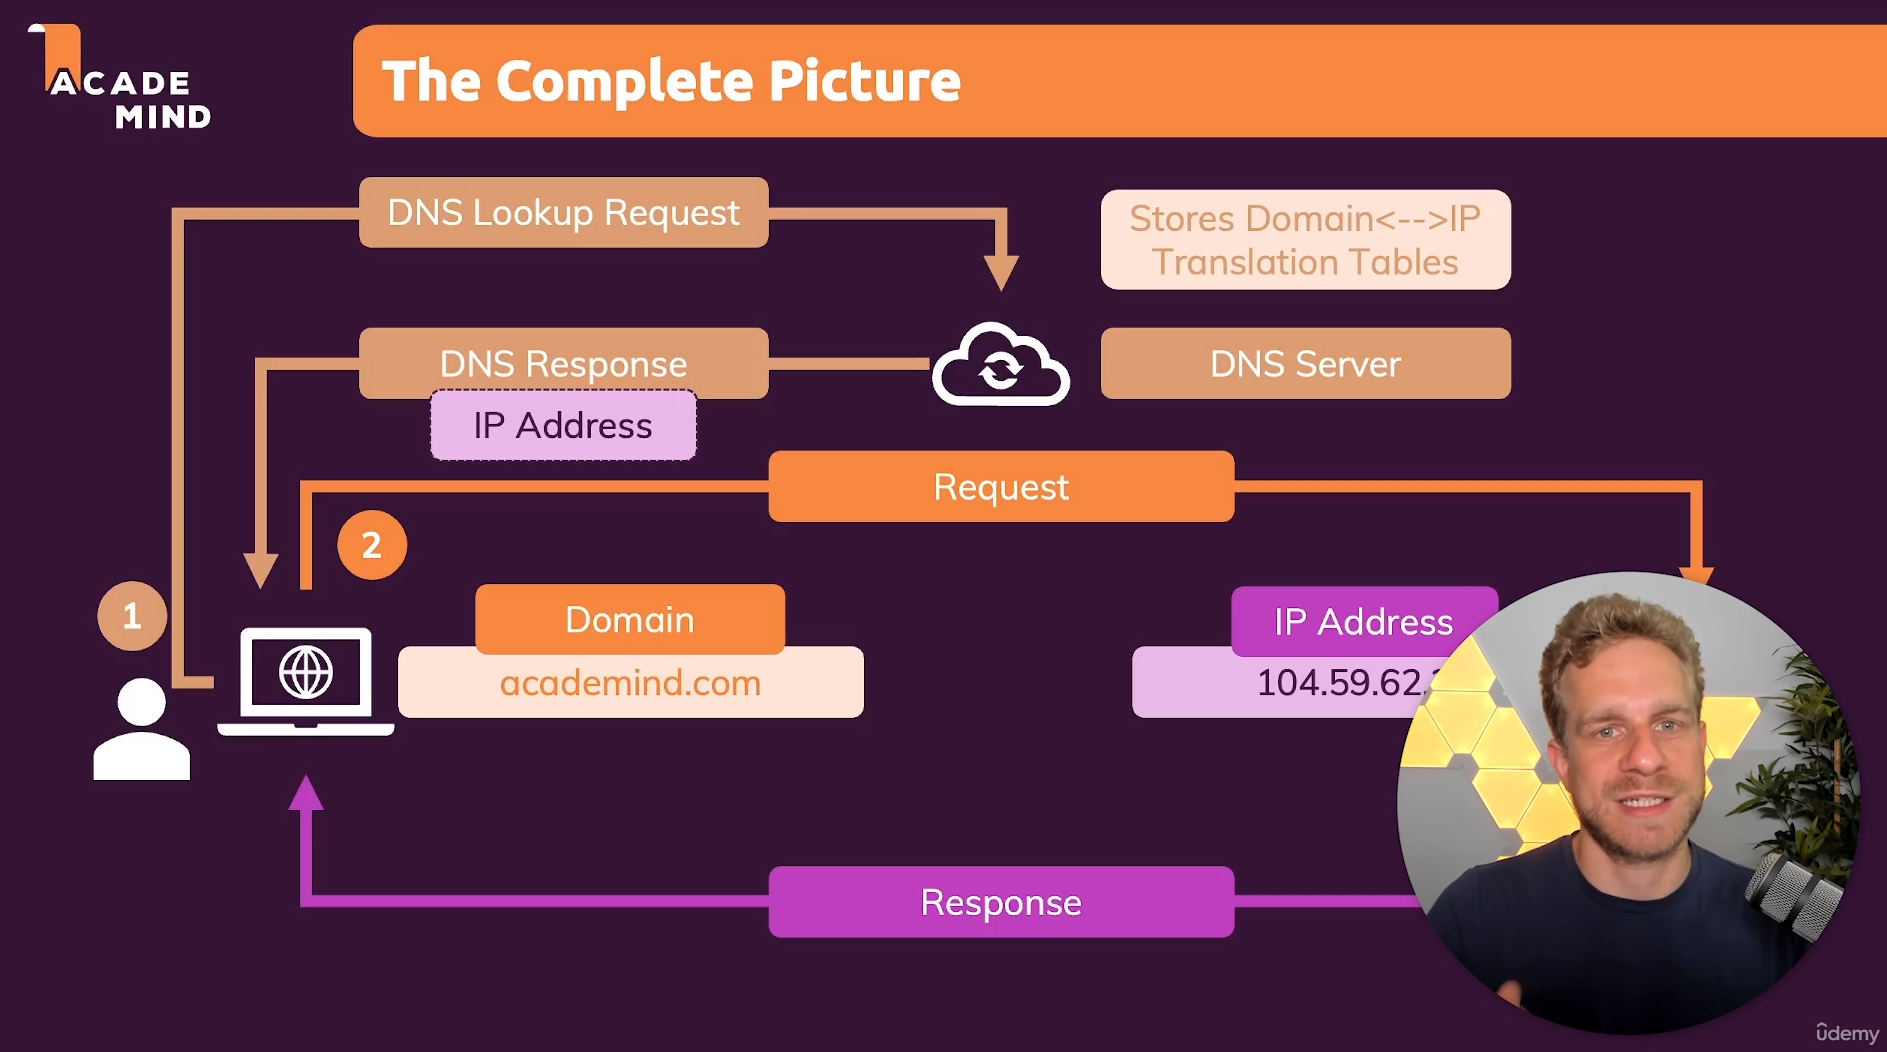 ACADE
MIND
The Complete Picture
DNS Lookup Request
Stores Domain<-->IP
Translation Tables
DNS Response
DNS Server
IP Address
Request
2
1
Domain
IP Address
academind.com
104.59.62.
Response
ûdemy